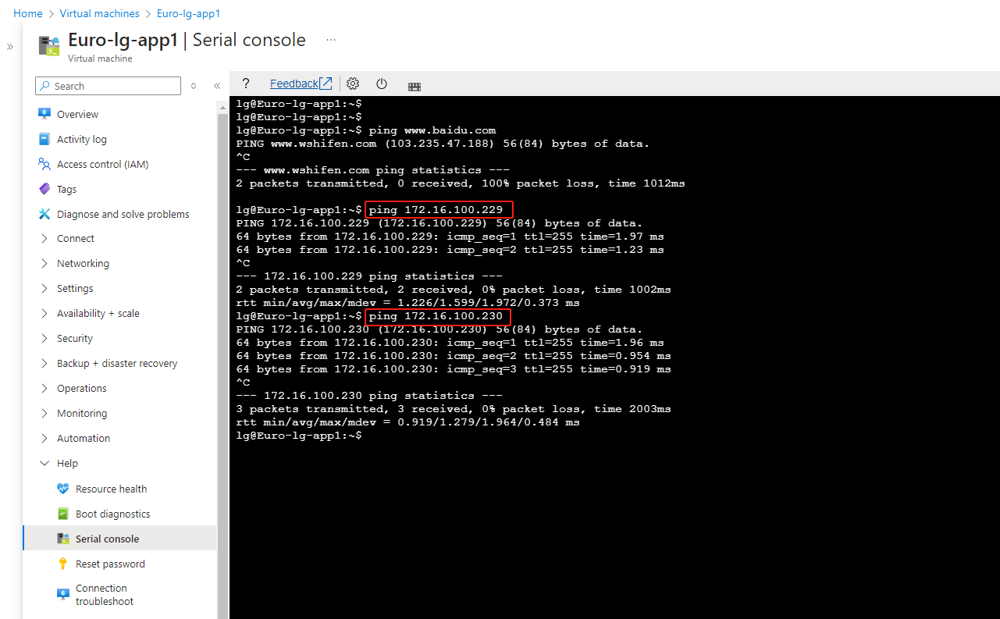 Home > Virtual machines > Euro-lg-app1
Euro-lg-app1 | Serial console ...
Virtual machine
Search
Overview
Activity log
Access control (IAM)
Tags
Diagnose and solve problems
Connect
Networking
Settings
Availability + scale
Security
Backup + disaster recovery
Operations
Monitoring
Automation
Help
Resource health
Boot diagnostics
Serial console
Reset password
Connection
troubleshoot
? Feedback
lg@Euro-lg-app1:~$
lg@Euro-lg-app1:~$
lg@Euro-lg-app1:~$ ping www.baidu.com
PING www.wshifen.com (103.235.47.188) 56(84) bytes of data.
^C
--- www.wshifen.com ping statistics ---
2 packets transmitted, 0 received, 100% packet loss, time 1012ms
lg@Euro-lg-app1:~$ ping 172.16.100.229
PING 172.16.100.229 (172.16.100.229) 56(84) bytes of data.
64 bytes from 172.16.100.229: icmp_seq=1 ttl=255 time=1.97 ms
64 bytes from 172.16.100.229: icmp_seq=2 ttl=255 time=1.23 ms
^C
--- 172.16.100.229 ping statistics ---
2 packets transmitted, 2 received, 0% packet loss, time 1002ms
rtt min/avg/max/mdev = 1.226/1.599/1.972/0.373 ms
lg@Euro-lg-app1:~$ ping 172.16.100.230
PING 172.16.100.230 (172.16.100.230) 56(84) bytes of data.
64 bytes from 172.16.100.230: icmp_seq=1 ttl=255 time=1.96 ms
64 bytes from 172.16.100.230: icmp_seq=2 ttl=255 time=0.954 ms
64 bytes from 172.16.100.230: icmp_seq=3 ttl=255 time=0.919 ms
^C
--- 172.16.100.230 ping statistics ---
3 packets transmitted, 3 received, 0% packet loss, time 2003ms
rtt min/avg/max/mdev = 0.919/1.279/1.964/0.484 ms
lg@Euro-lg-app1:~$